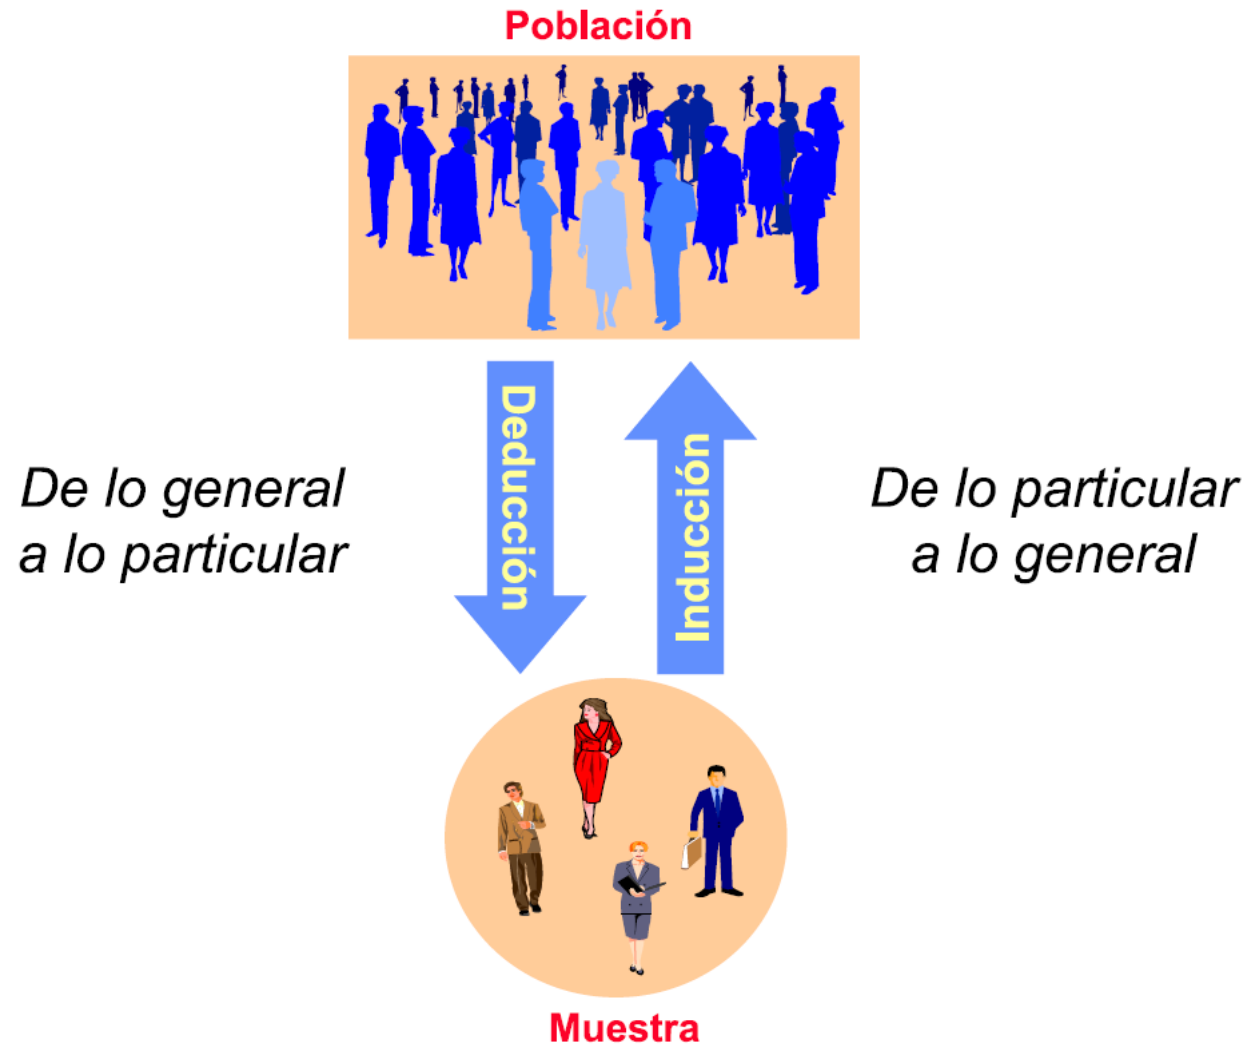 Población
De lo general
a lo particular
Deducción
Inducción
De lo particular
a lo general
Muestra